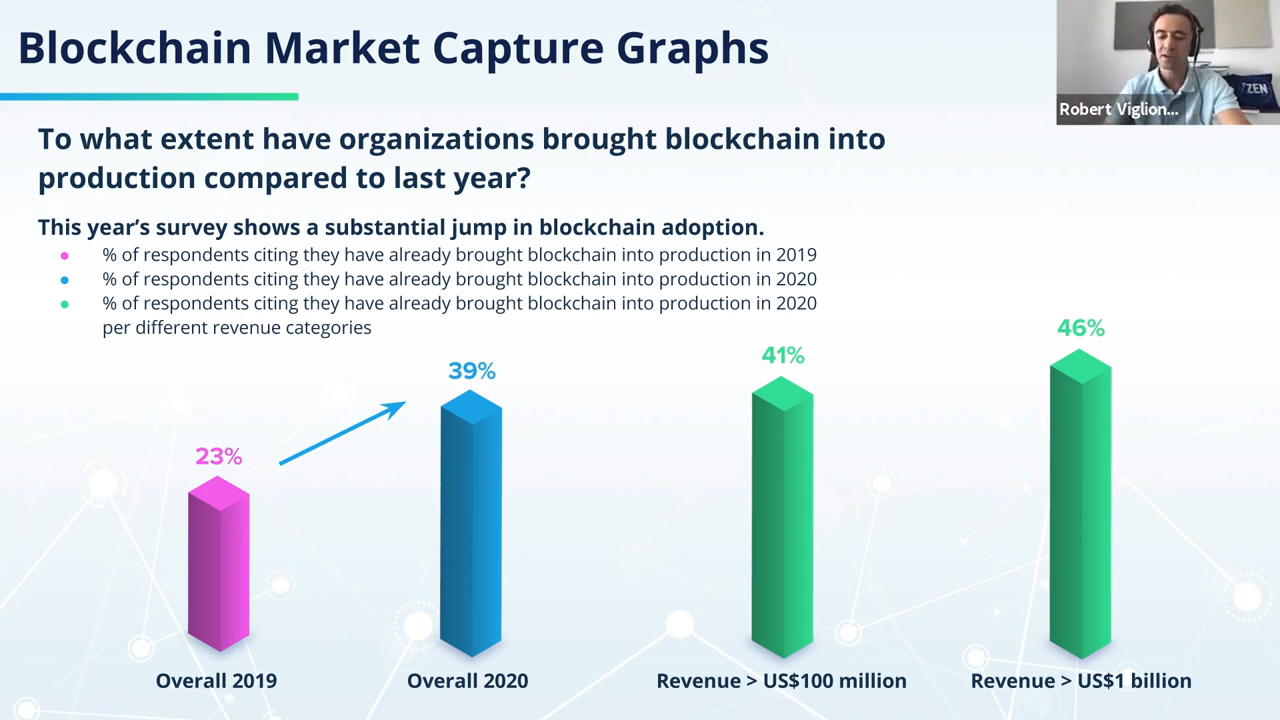 Blockchain Market Capture Graphs
Robert Viglion...
ZEN
To what extent have organizations brought blockchain into
production compared to last year?
This year’s survey shows a substantial jump in blockchain adoption.
• % of respondents citing they have already brought blockchain into production in 2019
• % of respondents citing they have already brought blockchain into production in 2020
• % of respondents citing they have already brought blockchain into production in 2020
per different revenue categories
23%
39%
41%
46%
Overall 2019
Overall 2020
Revenue > US$100 million
Revenue > US$1 billion